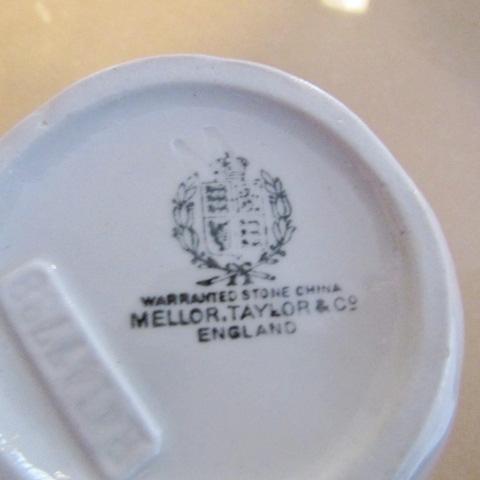 WARRANTED STONE CHINA
MELLOR, TAYLOR & Cº
ENGLAND